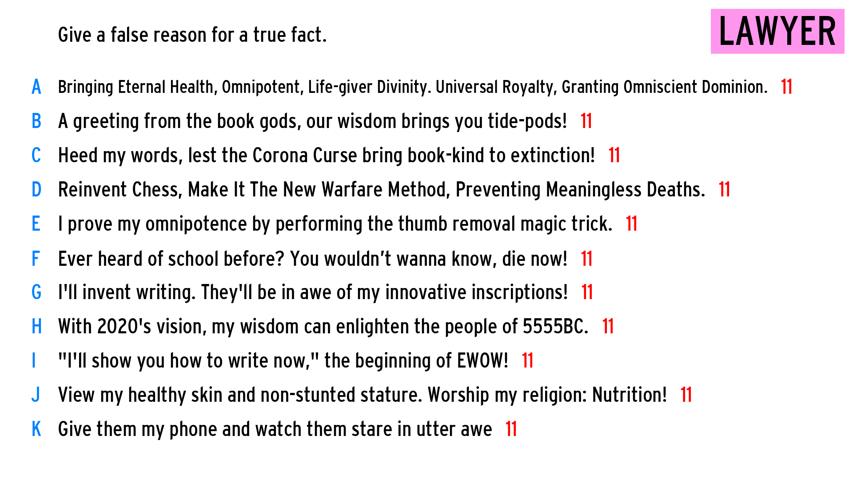 Give a false reason for a true fact.
LAWYER
A Bringing Eternal Health, Omnipotent, Life-giver Divinity. Universal Royalty, Granting Omniscient Dominion. 11
B A greeting from the book gods, our wisdom brings you tide-pods! 11
C Heed my words, lest the Corona Curse bring book-kind to extinction! 11
D Reinvent Chess, Make It The New Warfare Method, Preventing Meaningless Deaths. 11
E I prove my omnipotence by performing the thumb removal magic trick. 11
F Ever heard of school before? You wouldn’t wanna know, die now! 11
G I'll invent writing. They'll be in awe of my innovative inscriptions! 11
H With 2020's vision, my wisdom can enlighten the people of 5555BC. 11
I "I'll show you how to write now," the beginning of EWOW! 11
J View my healthy skin and non-stunted stature. Worship my religion: Nutrition! 11
K Give them my phone and watch them stare in utter awe 11